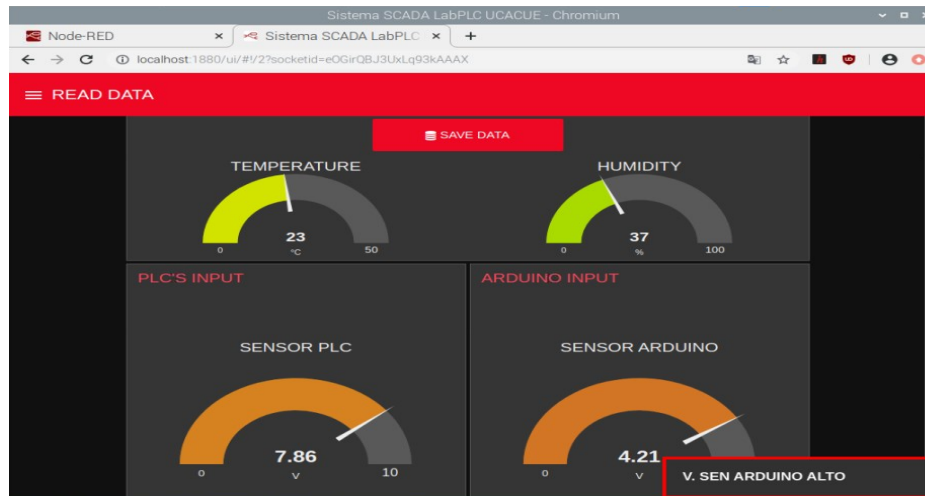 Sistema SCADA LabPLC UCACUE - Chromium
Node-RED × Sistema SCADA LabPLC × +
localhost:1880/ui/#!/2?socketid=eOGirQBJ3UxLq93kAAAX
READ DATA
SAVE DATA
TEMPERATURE HUMIDITY
23 37
0 °C 50 0 % 100
PLC'S INPUT ARDUINO INPUT
SENSOR PLC SENSOR ARDUINO
7.86 4.21
0 V 10 0 V
V. SEN ARDUINO ALTO